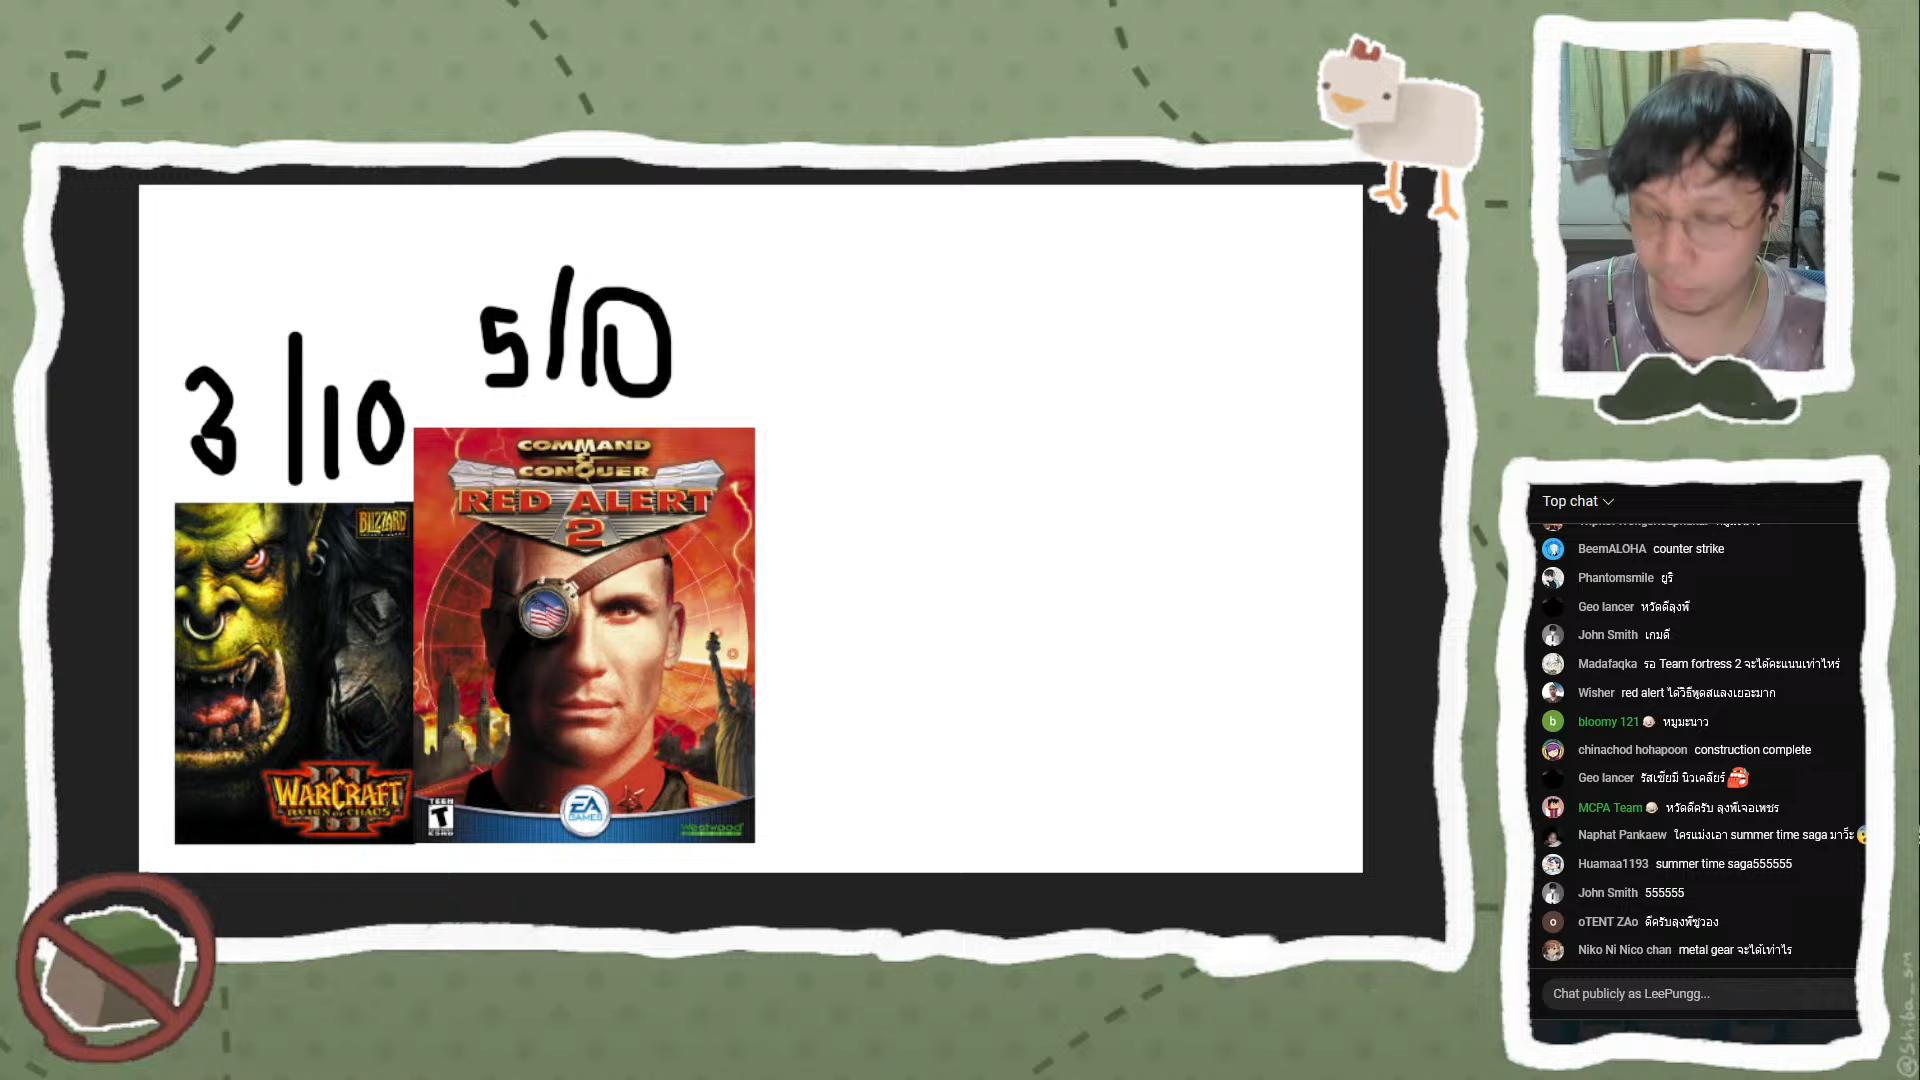 3/10
5/10
BLIZZARD
WARCRAFT
III
REIGN OF CHAOS
COMMAND
&
CONQUER
RED ALERT
2
TEEN
T
ESRB
EA
GAMES
Westwood
Top chat
BeemALOHA counter strike
Phantomsmile ยูริ
Geo lancer หวัดดีลุงพี
John Smith เกมดี
Madafaqka รอ Team fortress 2 จะได้คะแนนเท่าไหร่
Wisher red alert ได้วิธีพูดสแลงเยอะมาก
b bloomy 121 หมูมะนาว
chinachod hohapoon construction complete
Geo lancer รัสเซียมี นิวเคลียร์
MCPA Team หวัดดีครับ ลุงพีเจอเพชร
Naphat Pankaew ใครแม่งเอา summer time saga มาว้ะ
Huamaa1193 summer time saga555555
John Smith 555555
o oTENT ZAo ดีครับลุงพีซูวอง
Niko Ni Nico chan metal gear จะได้เท่าไร
Chat publicly as LeePungg...
@Shiba_sm